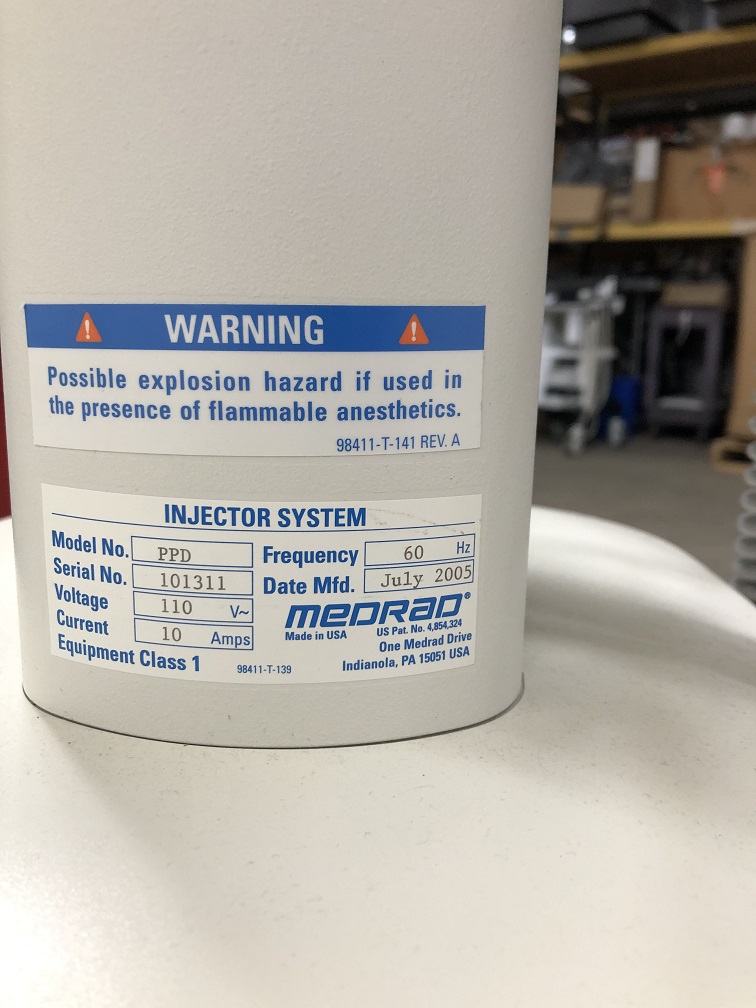 WARNING
Possible explosion hazard if used in
the presence of flammable anesthetics.
98411-T-141 REV. A
INJECTOR SYSTEM
Model No. PPD
Serial No. 101311
Voltage 110 V~
Current 10 Amps
Equipment Class 1
98411-T-139
Frequency 60 Hz
Date Mfd. July 2005
MEDRAD®
Made in USA
US Pat. No. 4,854,324
One Medrad Drive
Indianola, PA 15051 USA